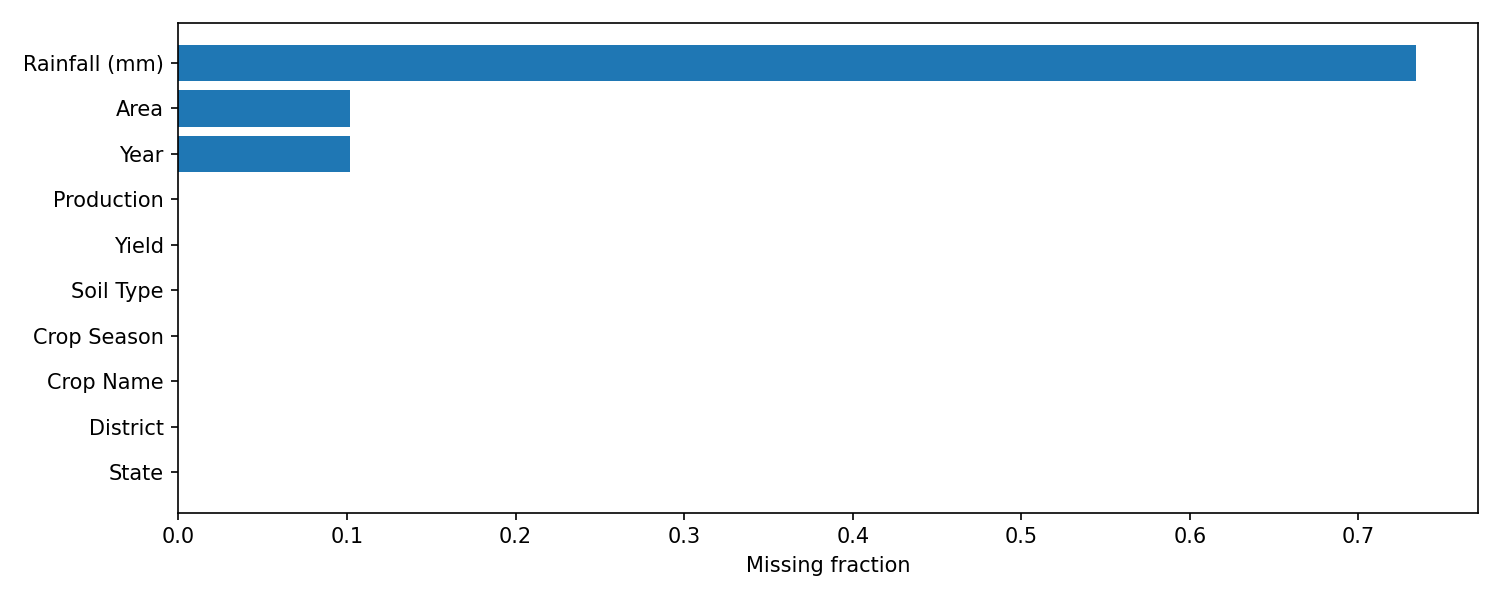 Rainfall (mm)
Area
Year
Production
Yield
Soil Type
Crop Season
Crop Name
District
State
0.0 0.1 0.2 0.3 0.4 0.5 0.6 0.7
Missing fraction